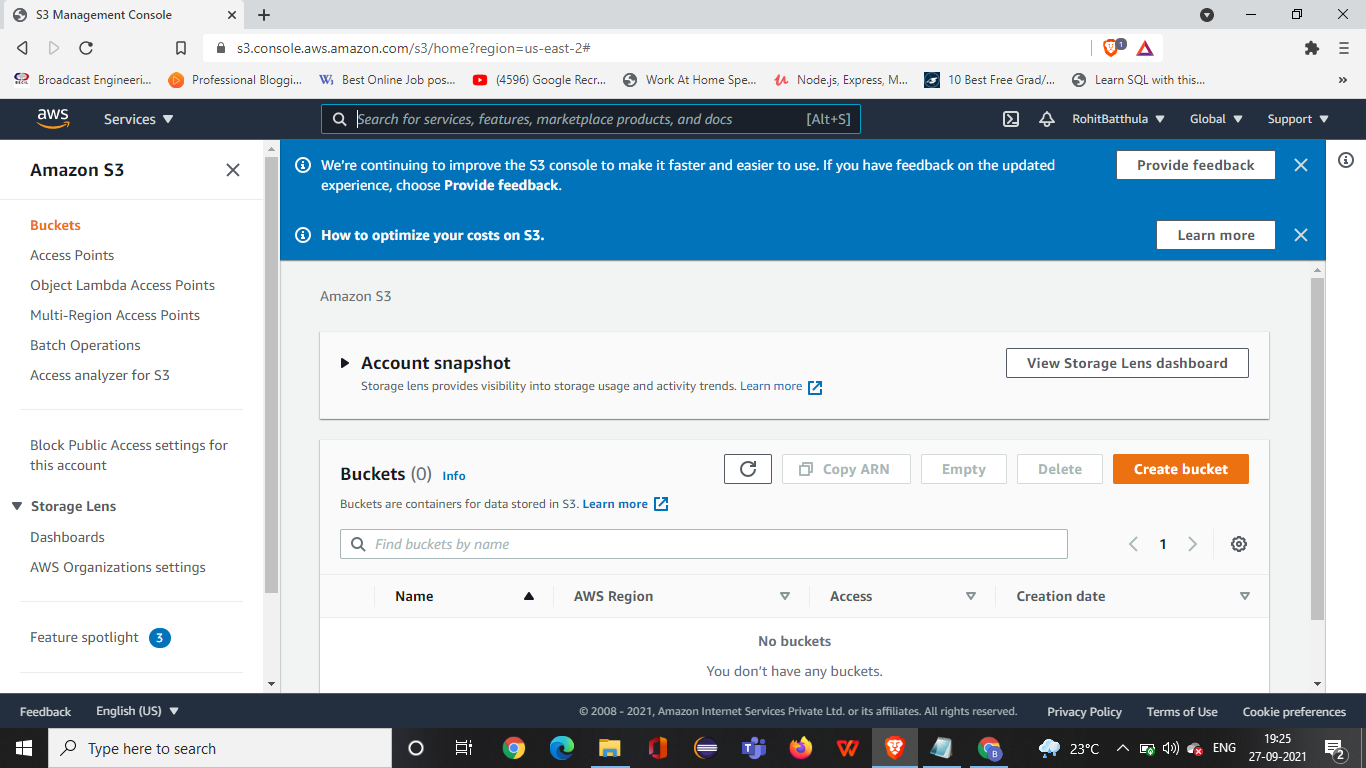 S3 Management Console
s3.console.aws.amazon.com/s3/home?region=us-east-2#
1
Broadcast Engineeri...
Professional Bloggi...
Best Online Job pos...
(4596) Google Recr...
Work At Home Spe...
Node.js, Express, M...
10 Best Free Grad/...
Learn SQL with this...
»
aws
Services
Search for services, features, marketplace products, and docs
[Alt+S]
RohitBatthula
Global
Support
Amazon S3
Buckets
Access Points
Object Lambda Access Points
Multi-Region Access Points
Batch Operations
Access analyzer for S3
Block Public Access settings for
this account
Storage Lens
Dashboards
AWS Organizations settings
Feature spotlight 3
We're continuing to improve the S3 console to make it faster and easier to use. If you have feedback on the updated
experience, choose Provide feedback.
Provide feedback
How to optimize your costs on S3.
Learn more
Amazon S3
Account snapshot
Storage lens provides visibility into storage usage and activity trends. Learn more
View Storage Lens dashboard
Buckets (0) Info
Copy ARN
Empty
Delete
Create bucket
Buckets are containers for data stored in S3. Learn more
Find buckets by name
1
Name
AWS Region
Access
Creation date
No buckets
You don't have any buckets.
Feedback
English (US)
© 2008 - 2021, Amazon Internet Services Private Ltd. or its affiliates. All rights reserved.
Privacy Policy
Terms of Use
Cookie preferences
Type here to search
23°C
ENG
19:25
27-09-2021
2